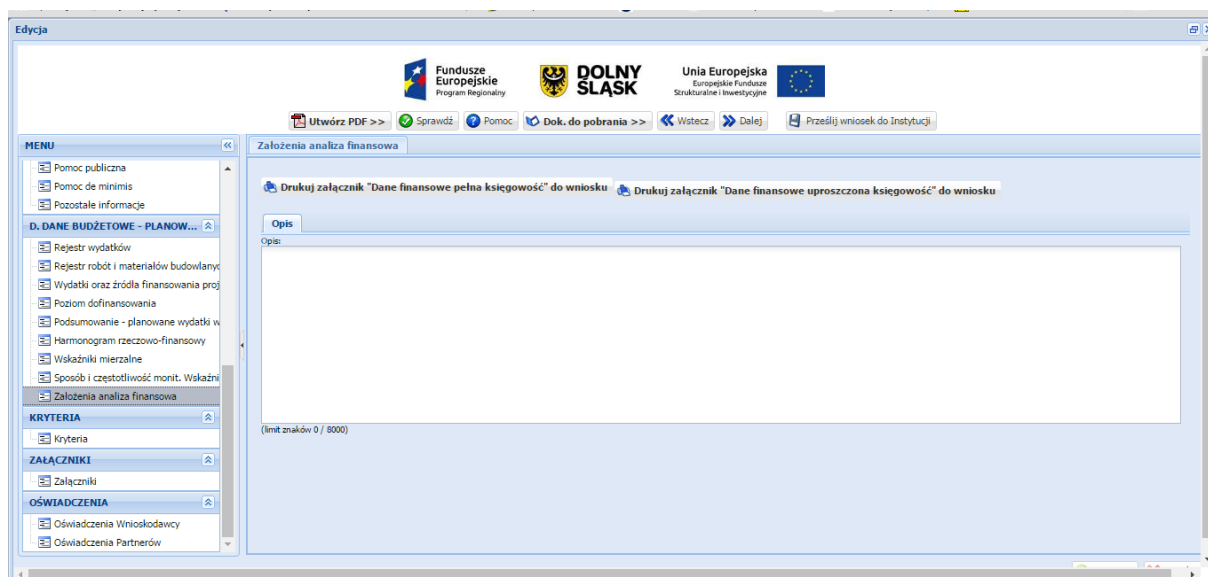 Edycja
Fundusze
Europejskie
Program Regionalny
DOLNY
ŚLĄSK
Unia Europejska
Europejskie Fundusze
Strukturalne i Inwestycyjne
Utwórz PDF >> Sprawdź Pomoc Dok. do pobrania >> Wstecz Dalej Prześlij wniosek do Instytucji
MENU
Założenia analiza finansowa
Pomoc publiczna
Pomoc de minimis
Pozostałe informacje
D. DANE BUDŻETOWE - PLANOW...
Rejestr wydatków
Rejestr robót i materiałów budowlanyc
Wydatki oraz źródła finansowania proj
Poziom dofinansowania
Podsumowanie - planowane wydatki w
Harmonogram rzeczowo-finansowy
Wskaźniki mierzalne
Sposób i częstotliwość monit. Wskaźni
Założenia analiza finansowa
KRYTERIA
Kryteria
ZAŁĄCZNIKI
Załączniki
OŚWIADCZENIA
Oświadczenia Wnioskodawcy
Oświadczenia Partnerów
Drukuj załącznik "Dane finansowe pełna księgowość" do wniosku Drukuj załącznik "Dane finansowe uproszczona księgowość" do wniosku
Opis
Opis:
(limit znaków 0 / 8000)